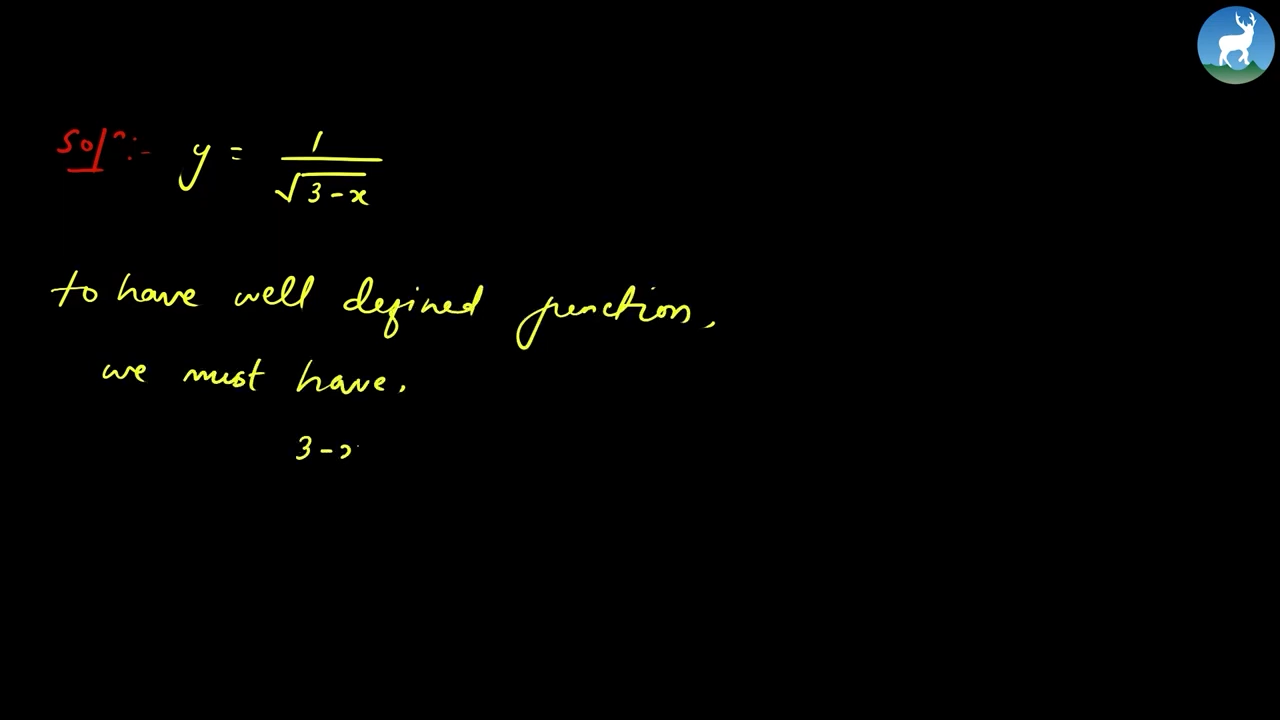 Solⁿ:- y = 1/√(3-x)
to have well defined function,
we must have.
3-x